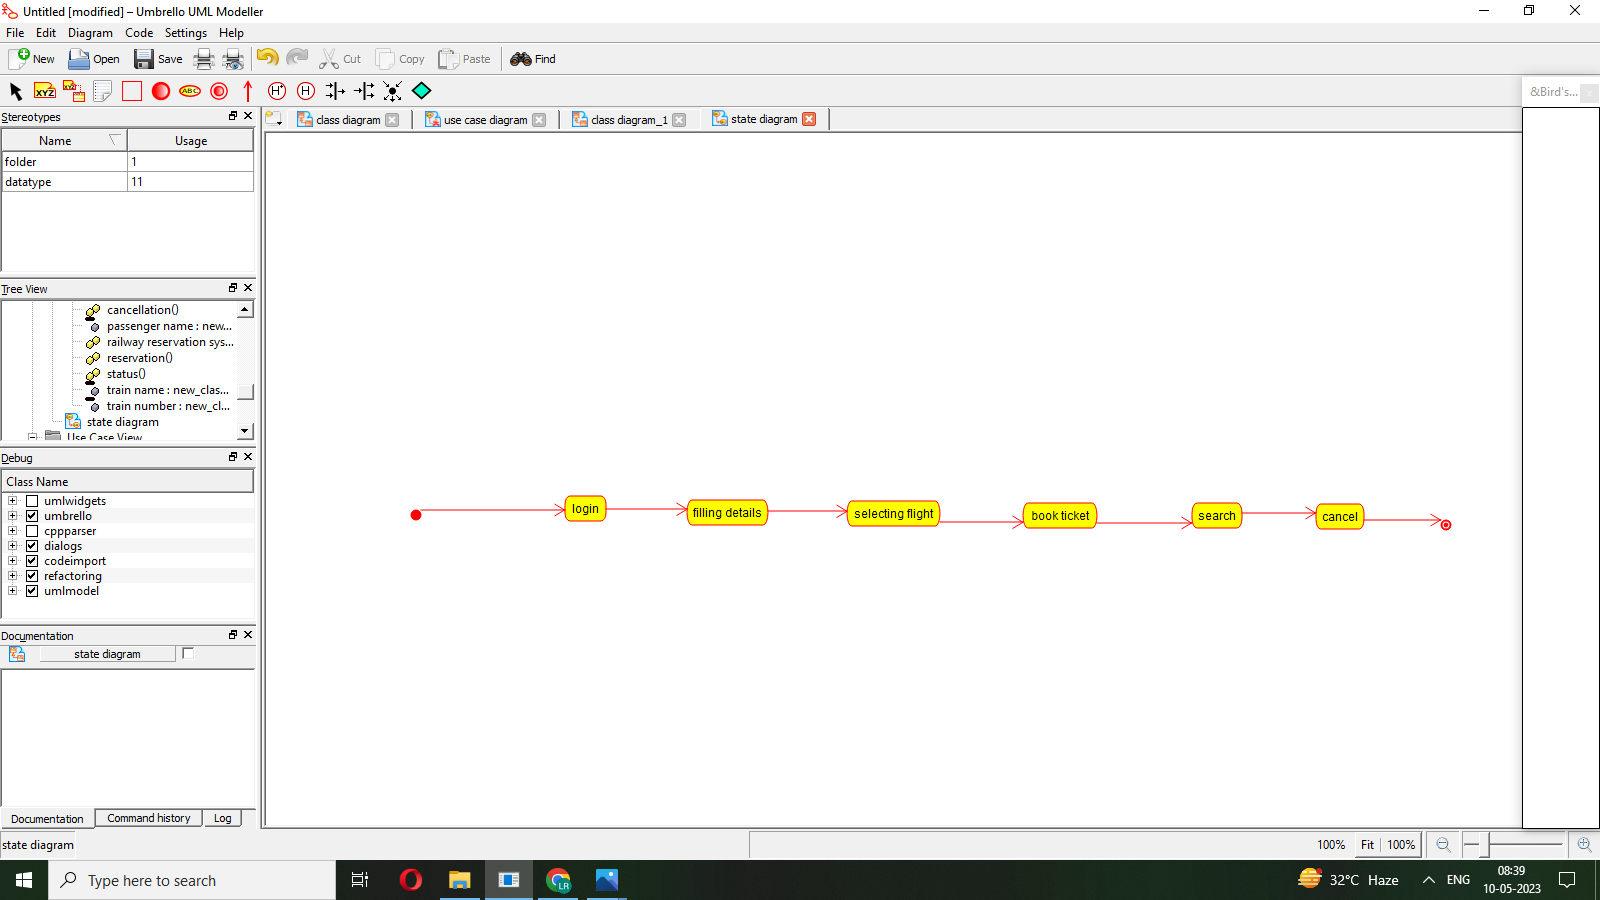 Untitled [modified] – Umbrello UML Modeller
File Edit Diagram Code Settings Help
New Open Save Cut Copy Paste Find
XYZ XYZ ABC H* H
&Bird's...
Stereotypes
class diagram use case diagram class diagram_1 state diagram
Name Usage
folder 1
datatype 11
Tree View
cancellation()
passenger name : new...
railway reservation sys...
reservation()
status()
train name : new_clas...
train number : new_cl...
state diagram
Use Case View
Debug
Class Name
umlwidgets
umbrello
cppparser
dialogs
codeimport
refactoring
umlmodel
login filling details selecting flight book ticket search cancel
Documentation
state diagram
Documentation Command history Log
state diagram
100% Fit 100%
Type here to search
LR
32°C Haze
ENG
08:39
10-05-2023